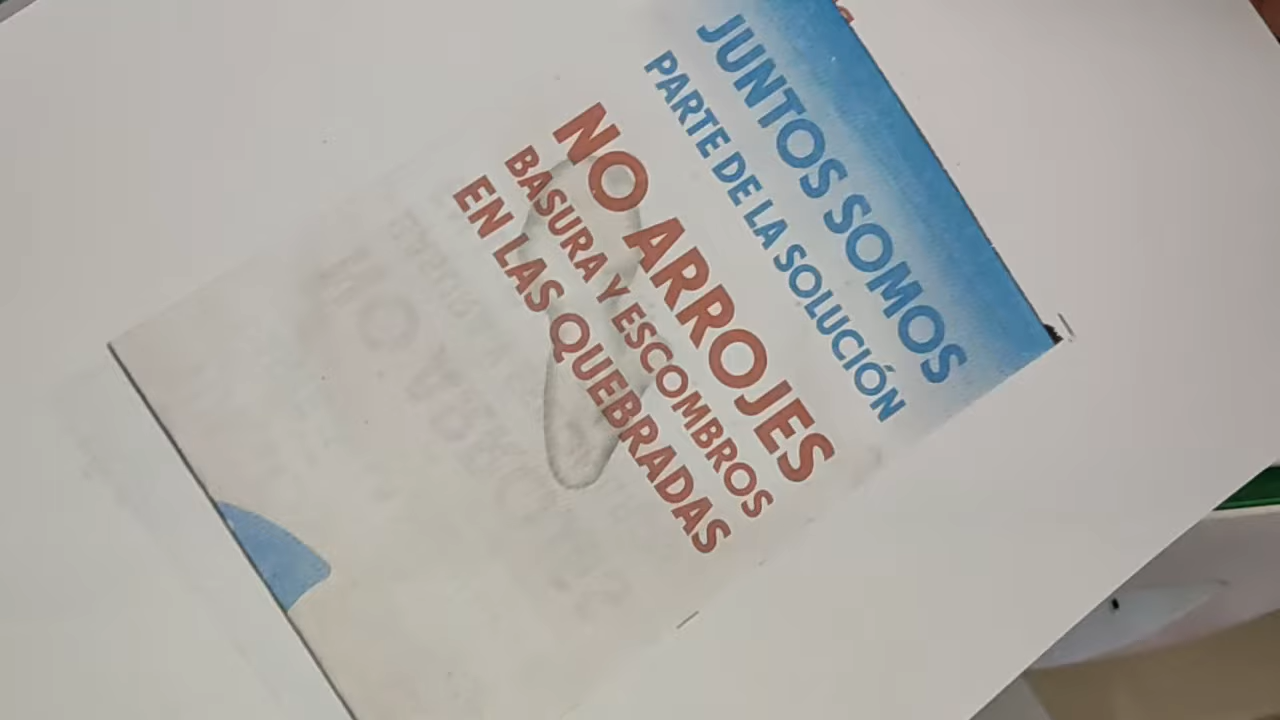 JUNTOS SOMOS
PARTE DE LA SOLUCIÓN
NO ARROJES
BASURA Y ESCOMBROS
EN LAS QUEBRADAS